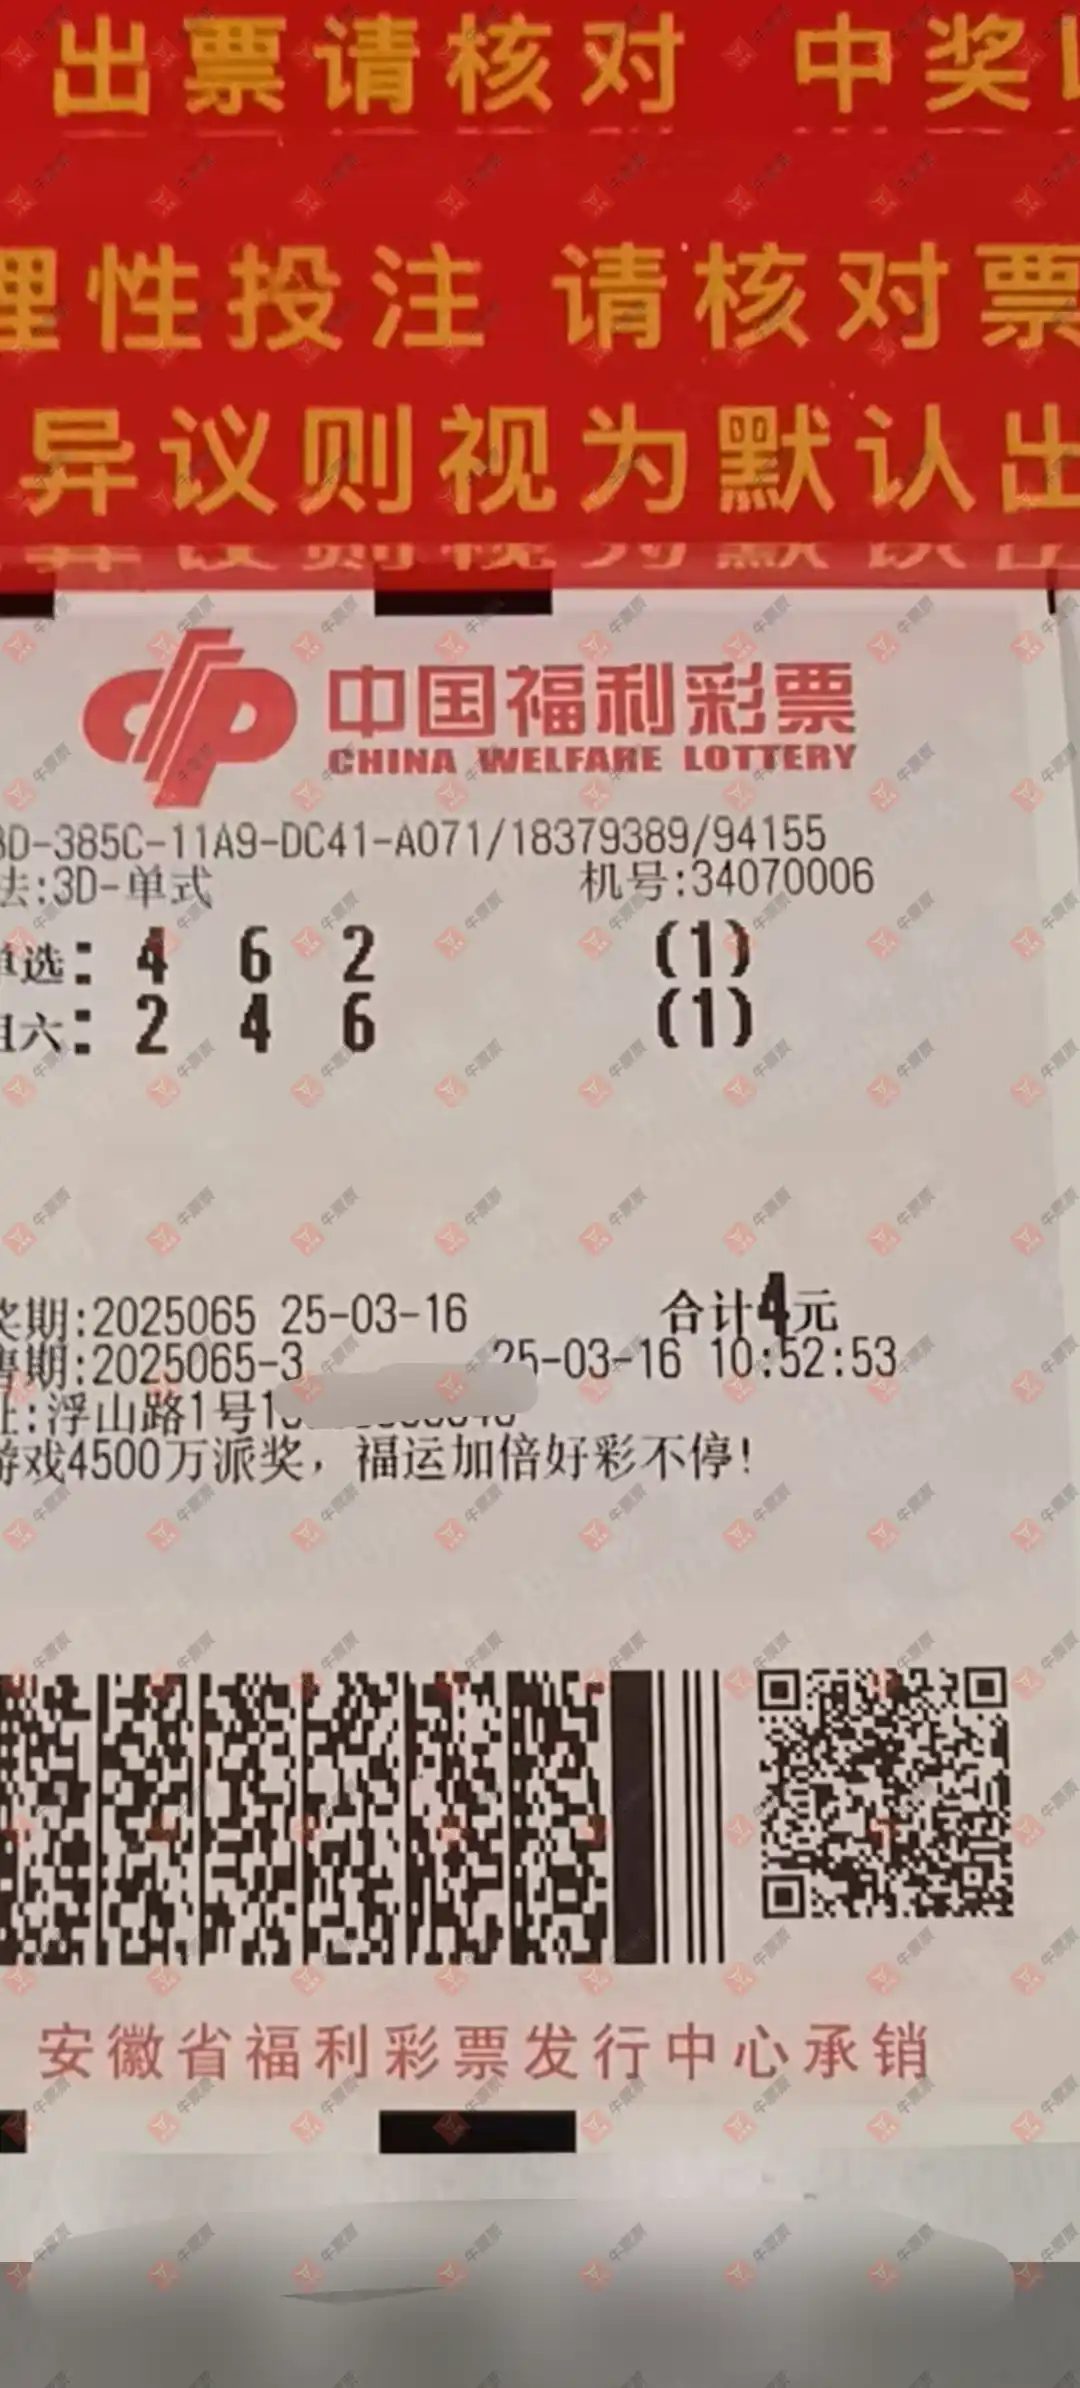 出票请核对 中奖
理性投注 请核对票
异议则视为默认出
中国福利彩票
CHINA WELFARE LOTTERY
3D-385C-11A9-DC41-A071/18379389/94155
法:3D-单式 机号:34070006
单选: 4 6 2 (1)
组六: 2 4 6 (1)
奖期:2025065 25-03-16 合计4元
售期:2025065-3 25-03-16 10:52:53
址:浮山路1号
游戏4500万派奖，福运加倍好彩不停!
安徽省福利彩票发行中心承销